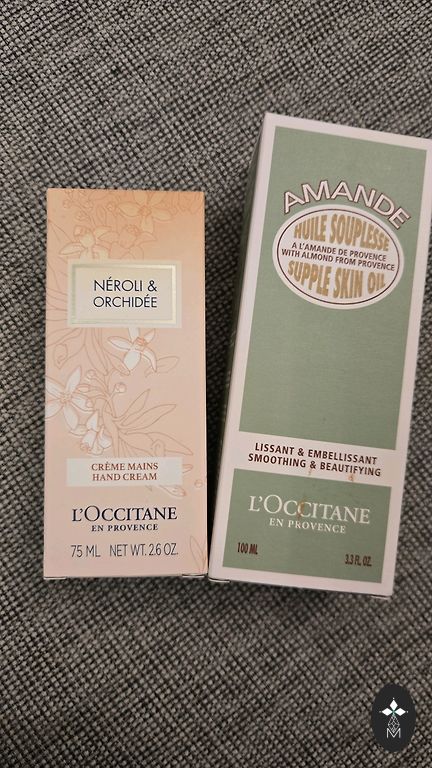 NÉROLI &
ORCHIDÉE
CRÈME MAINS
HAND CREAM
L'OCCITANE
EN PROVENCE
75 ML NET WT. 2.6 OZ.
AMANDE
HUILE SOUPLESSE
A L'AMANDE DE PROVENCE
WITH ALMOND FROM PROVENCE
SUPPLE SKIN OIL
LISSANT & EMBELLISSANT
SMOOTHING & BEAUTIFYING
L'OCCITANE
EN PROVENCE
100 ML
3.3 FL. OZ.
M